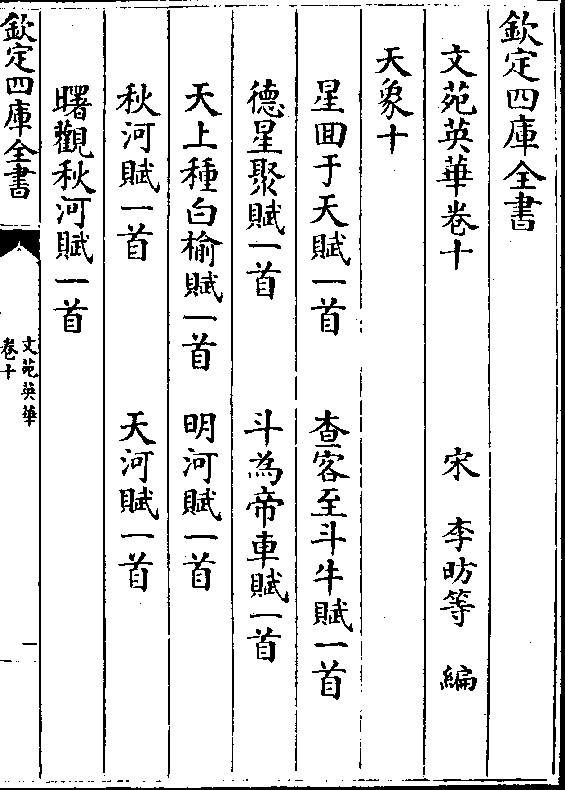 欽定四庫全書
文苑英華卷十 宋 李昉等 編
天象十
星回于天賦一首 查客至斗牛賦一首
德星聚賦一首 斗為帝車賦一首
天上種白榆賦一首 明河賦一首
秋河賦一首 天河賦一首
曙觀秋河賦一首
欽定四庫全書
文苑英華
卷十
一